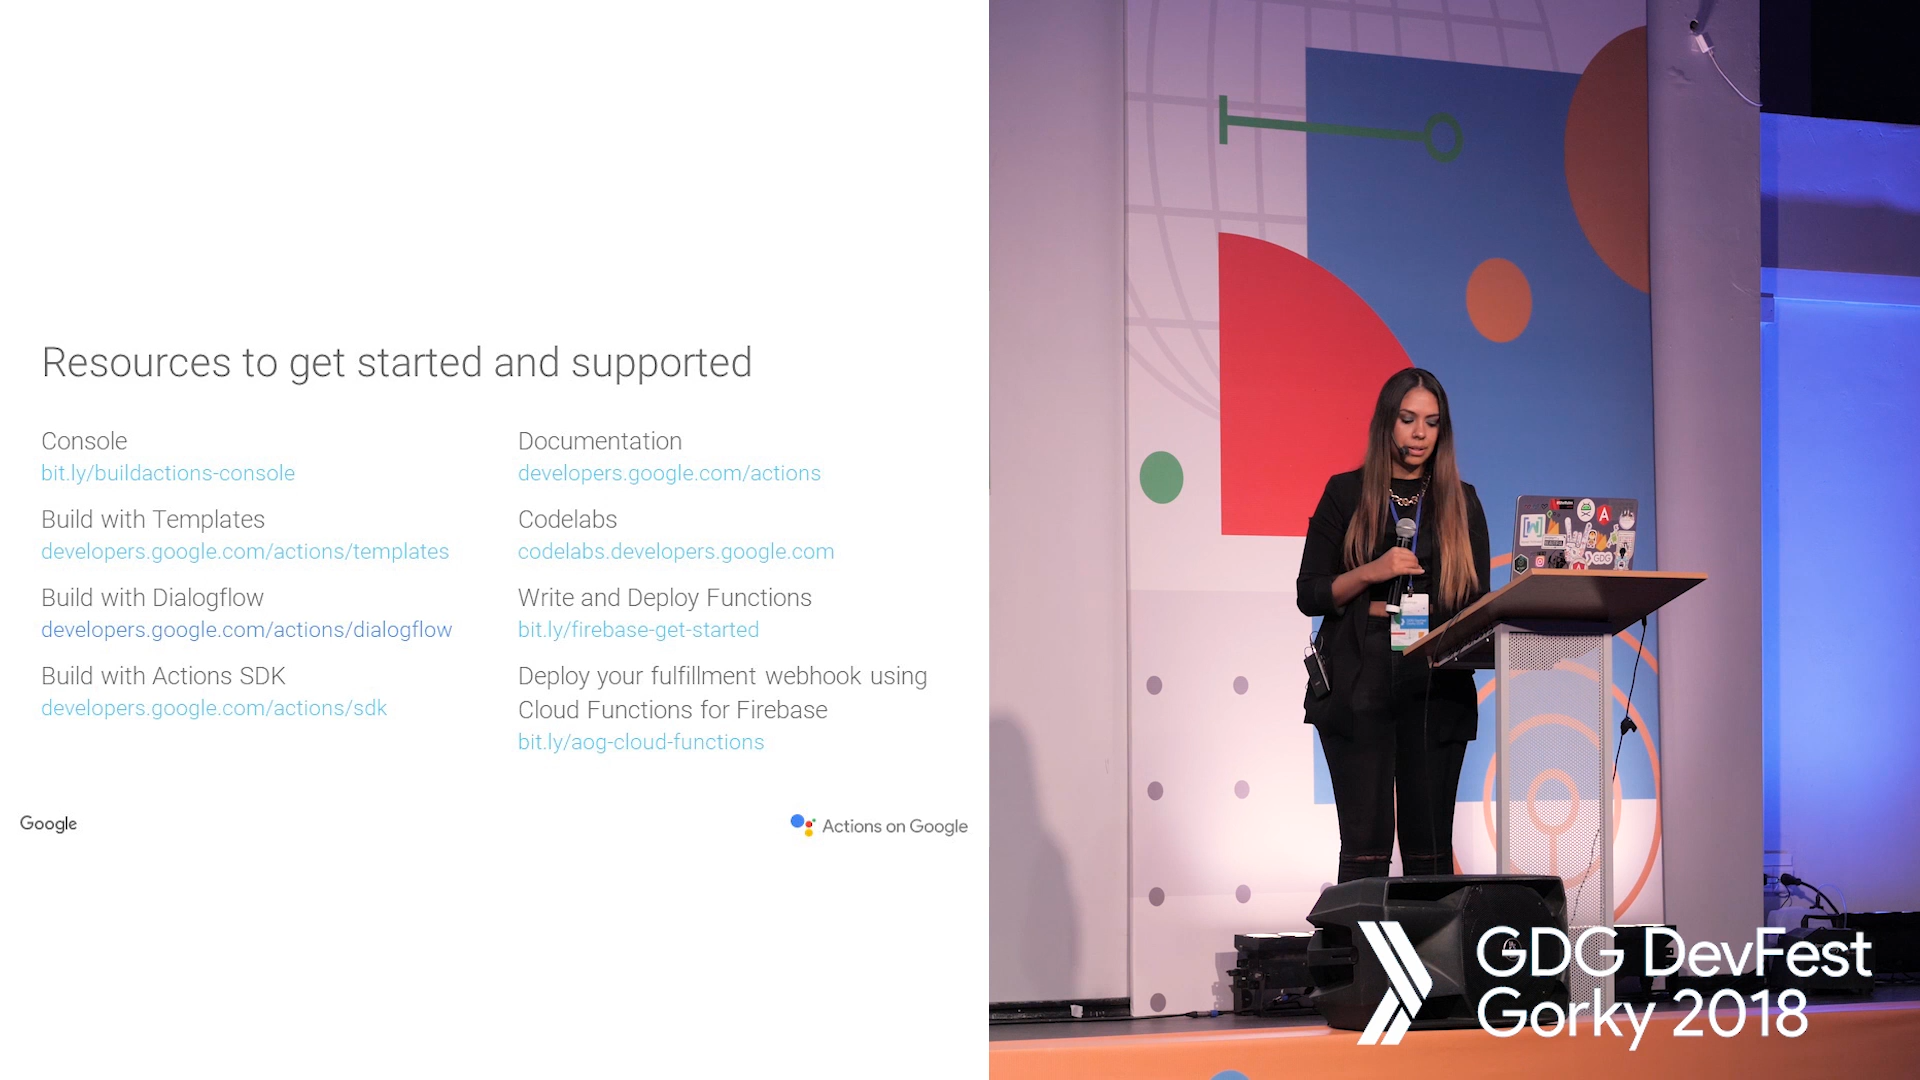 Resources to get started and supported
Console
bit.ly/buildactions-console
Build with Templates
developers.google.com/actions/templates
Build with Dialogflow
developers.google.com/actions/dialogflow
Build with Actions SDK
developers.google.com/actions/sdk
Documentation
developers.google.com/actions
Codelabs
codelabs.developers.google.com
Write and Deploy Functions
bit.ly/firebase-get-started
Deploy your fulfillment webhook using
Cloud Functions for Firebase
bit.ly/aog-cloud-functions
Google
Actions on Google
GDG
GDG DevFest
Gorky 2018